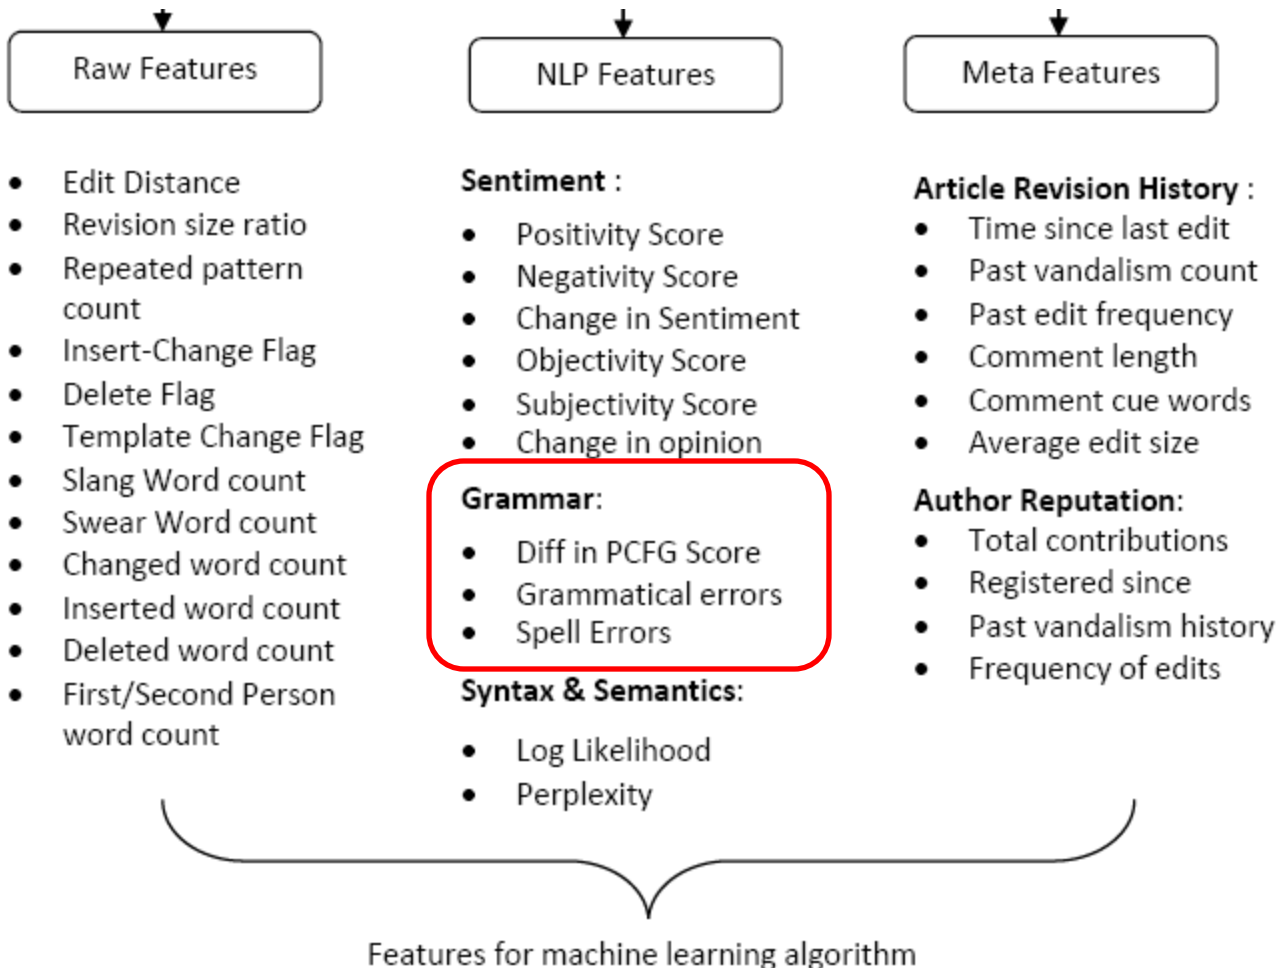 Raw Features
Edit Distance
Revision size ratio
Repeated pattern
count
Insert-Change Flag
Delete Flag
Template Change Flag
Slang Word count
Swear Word count
Changed word count
Inserted word count
Deleted word count
First/Second Person
word count
NLP Features
Sentiment :
Positivity Score
Negativity Score
Change in Sentiment
Objectivity Score
Subjectivity Score
Change in opinion
Grammar:
Diff in PCFG Score
Grammatical errors
Spell Errors
Syntax & Semantics:
Log Likelihood
Perplexity
Meta Features
Article Revision History :
Time since last edit
Past vandalism count
Past edit frequency
Comment length
Comment cue words
Average edit size
Author Reputation:
Total contributions
Registered since
Past vandalism history
Frequency of edits
Features for machine learning algorithm